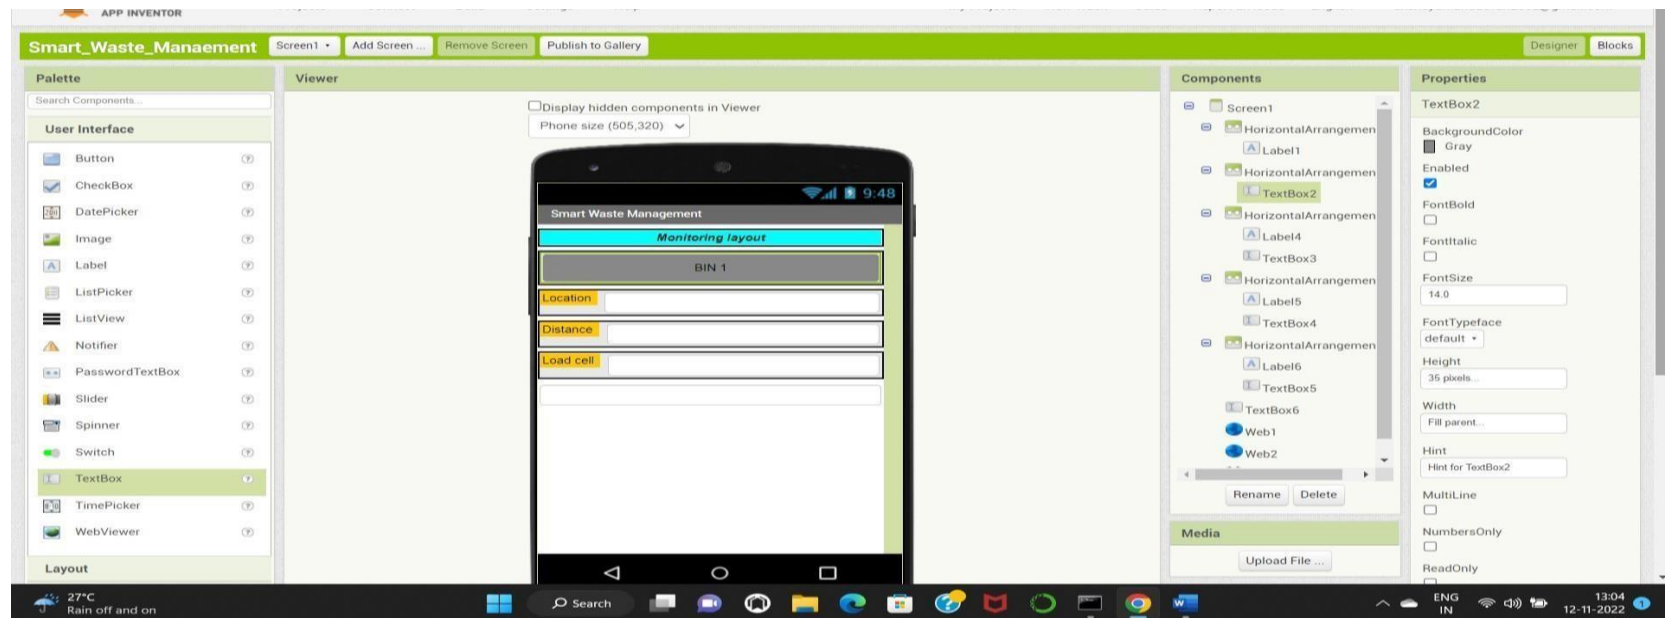 APP INVENTOR
Smart_Waste_Manaement
Screen1
Add Screen ...
Remove Screen
Publish to Gallery
Designer
Blocks
Palette
Search Components...
User Interface
Button
CheckBox
DatePicker
Image
Label
ListPicker
ListView
Notifier
PasswordTextBox
Slider
Spinner
Switch
TextBox
TimePicker
WebViewer
Layout
Viewer
Display hidden components in Viewer
Phone size (505,320)
9:48
Smart Waste Management
Monitoring layout
BIN 1
Location
Distance
Load cell
Components
Screen1
HorizontalArrangemen
Label1
HorizontalArrangemen
TextBox2
HorizontalArrangemen
Label4
TextBox3
HorizontalArrangemen
Label5
TextBox4
HorizontalArrangemen
Label6
TextBox5
TextBox6
Web1
Web2
Rename
Delete
Media
Upload File ...
Properties
TextBox2
BackgroundColor
Gray
Enabled
FontBold
FontItalic
FontSize
14.0
FontTypeface
default
Height
35 pixels...
Width
Fill parent...
Hint
Hint for TextBox2
MultiLine
NumbersOnly
ReadOnly
27°C
Rain off and on
Search
ENG
IN
13:04
12-11-2022
1